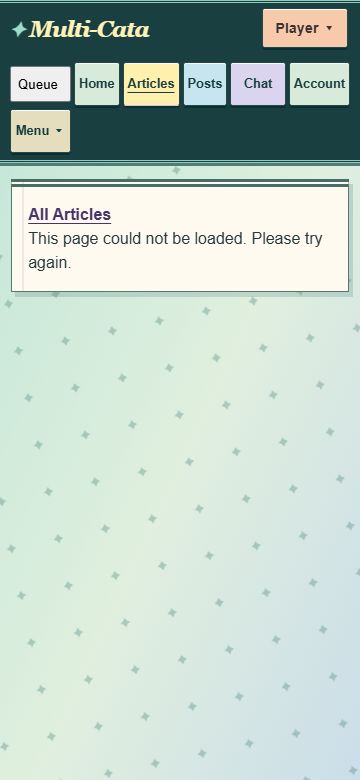 Multi-Cata
Player
Queue
Home
Articles
Posts
Chat
Account
Menu
All Articles
This page could not be loaded. Please try
again.